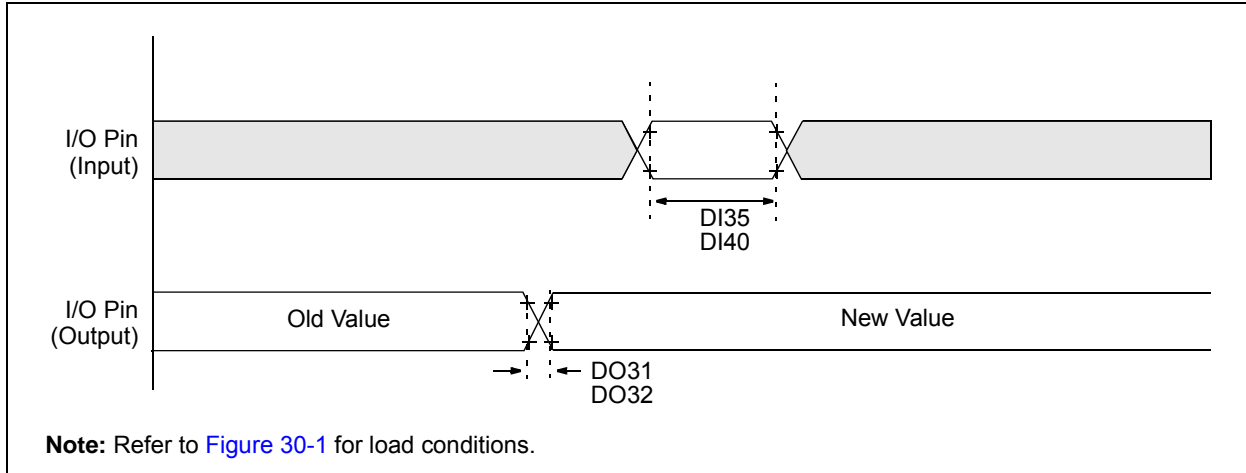 I/O Pin
(Input)
DI35
DI40
I/O Pin
(Output)
Old Value
New Value
DO31
DO32
Note: Refer to Figure 30-1 for load conditions.